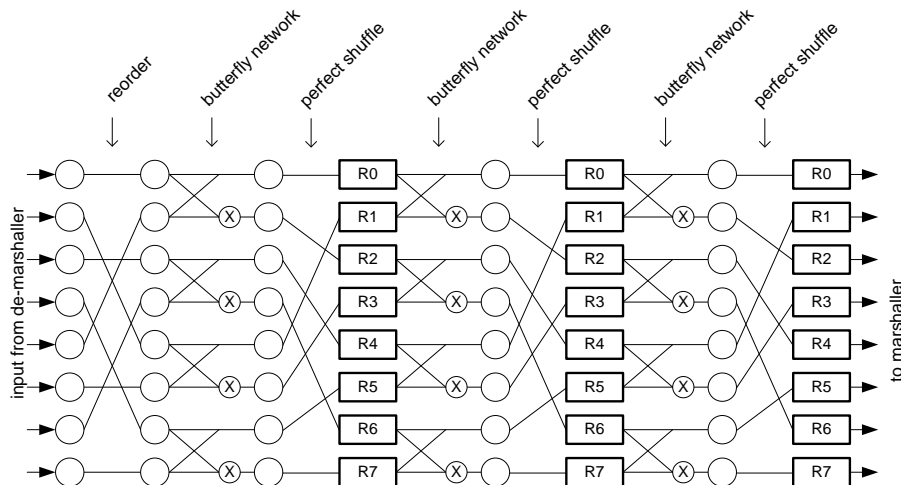 reorder
butterfly network
perfect shuffle
butterfly network
perfect shuffle
butterfly network
perfect shuffle
input from de-marshaller
R0 R0 R0
X X X
R1 R1 R1
R2 R2 R2
X X X
R3 R3 R3
R4 R4 R4
X X X
R5 R5 R5
R6 R6 R6
X X X
R7 R7 R7
to marshaller